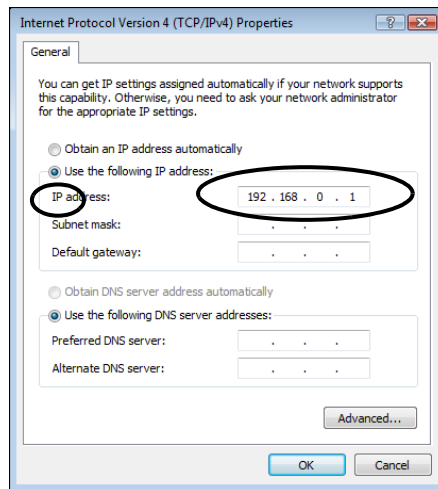 Internet Protocol Version 4 (TCP/IPv4) Properties
General
You can get IP settings assigned automatically if your network supports
this capability. Otherwise, you need to ask your network administrator
for the appropriate IP settings.
Obtain an IP address automatically
Use the following IP address:
IP address: 192 . 168 . 0 . 1
Subnet mask: . . .
Default gateway: . . .
Obtain DNS server address automatically
Use the following DNS server addresses:
Preferred DNS server: . . .
Alternate DNS server: . . .
Advanced...
OK Cancel